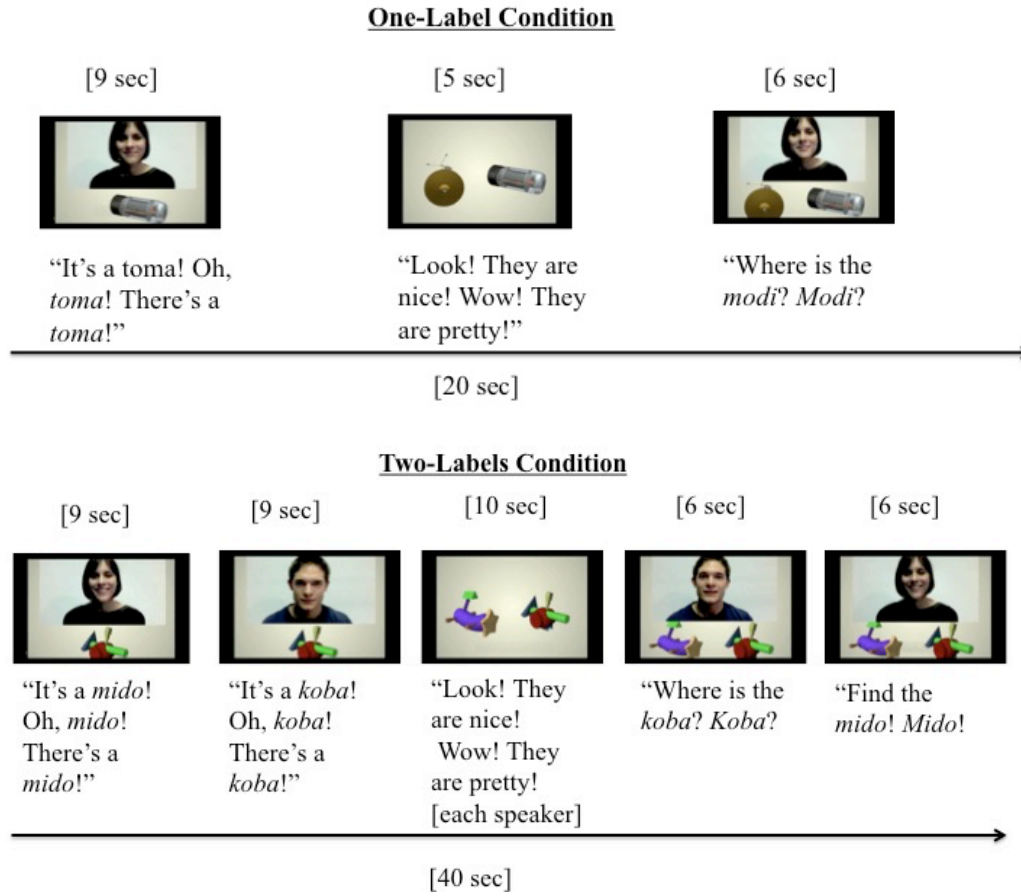 One-Label Condition
[9 sec] [5 sec] [6 sec]
“It’s a toma! Oh,
toma! There’s a
toma!”
“Look! They are
nice! Wow! They
are pretty!”
“Where is the
modi? Modi?
[20 sec]
Two-Labels Condition
[9 sec] [9 sec] [10 sec] [6 sec] [6 sec]
“It’s a mido!
Oh, mido!
There’s a
mido!”
“It’s a koba!
Oh, koba!
There’s a
koba!”
“Look! They
are nice!
Wow! They
are pretty!
[each speaker]
“Where is the
koba? Koba?
“Find the
mido! Mido!
[40 sec]